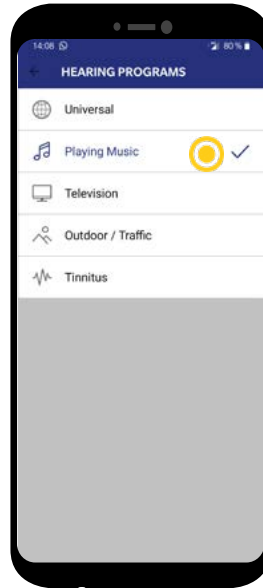 14:08 80%
HEARING PROGRAMS
Universal
Playing Music
Television
Outdoor / Traffic
Tinnitus